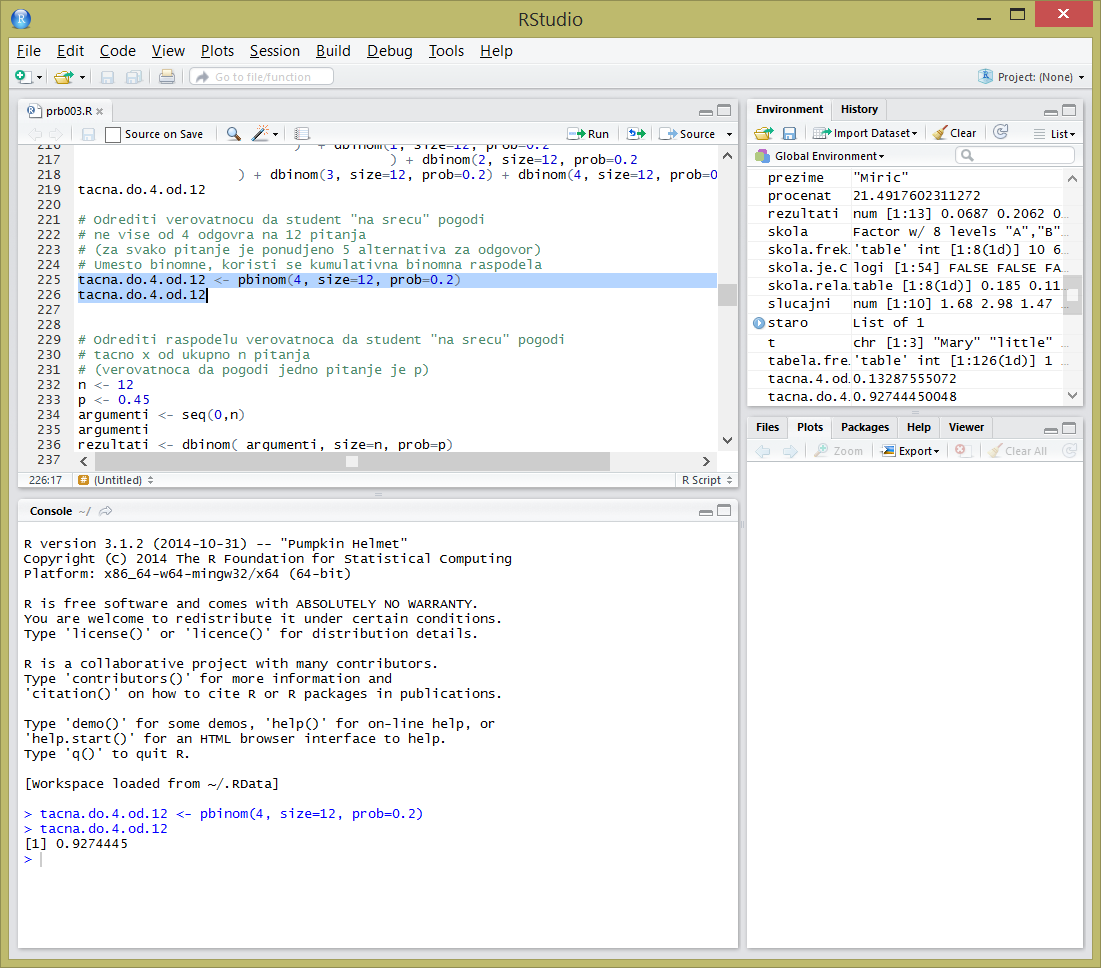 RStudio
File Edit Code View Plots Session Build Debug Tools Help
Go to file/function
Project: (None)
prb003.R
Source on Save
Run
Source
216 ) + dbinom(1, size=12, prob=0.2
217 ) + dbinom(2, size=12, prob=0.2
218 ) + dbinom(3, size=12, prob=0.2) + dbinom(4, size=12, prob=0
219 tacna.do.4.od.12
220
221 # Odrediti verovatnocu da student "na srecu" pogodi
222 # ne vise od 4 odgovra na 12 pitanja
223 # (za svako pitanje je ponudjeno 5 alternativa za odgovor)
224 # Umesto binomne, koristi se kumulativna binomna raspodela
225 tacna.do.4.od.12 <- pbinom(4, size=12, prob=0.2)
226 tacna.do.4.od.12
227
228
229 # Odrediti raspodelu verovatnoca da student "na srecu" pogodi
230 # tacno x od ukupno n pitanja
231 # (verovatnoca da pogodi jedno pitanje je p)
232 n <- 12
233 p <- 0.45
234 argumenti <- seq(0,n)
235 argumenti
236 rezultati <- dbinom( argumenti, size=n, prob=p)
237
226:17 (Untitled) R Script
Console ~/
R version 3.1.2 (2014-10-31) -- "Pumpkin Helmet"
Copyright (C) 2014 The R Foundation for Statistical Computing
Platform: x86_64-w64-mingw32/x64 (64-bit)
R is free software and comes with ABSOLUTELY NO WARRANTY.
You are welcome to redistribute it under certain conditions.
Type 'license()' or 'licence()' for distribution details.
R is a collaborative project with many contributors.
Type 'contributors()' for more information and
'citation()' on how to cite R or R packages in publications.
Type 'demo()' for some demos, 'help()' for on-line help, or
'help.start()' for an HTML browser interface to help.
Type 'q()' to quit R.
[Workspace loaded from ~/.RData]
> tacna.do.4.od.12 <- pbinom(4, size=12, prob=0.2)
> tacna.do.4.od.12
[1] 0.9274445
>
Environment History
Import Dataset Clear List
Global Environment
prezime "Miric"
procenat 21.4917602311272
rezultati num [1:13] 0.0687 0.2062 0…
skola Factor w/ 8 levels "A","B"…
skola.frek… 'table' int [1:8(1d)] 10 6…
skola.je.C logi [1:54] FALSE FALSE FA…
skola.rela… table [1:8(1d)] 0.185 0.11…
slucajni num [1:10] 1.68 2.98 1.47 …
staro List of 1
t chr [1:3] "Mary" "little" …
tabela.fre… 'table' int [1:126(1d)] 1 …
tacna.4.od… 0.13287555072
tacna.do.4… 0.92744450048
Files Plots Packages Help Viewer
Zoom Export Clear All